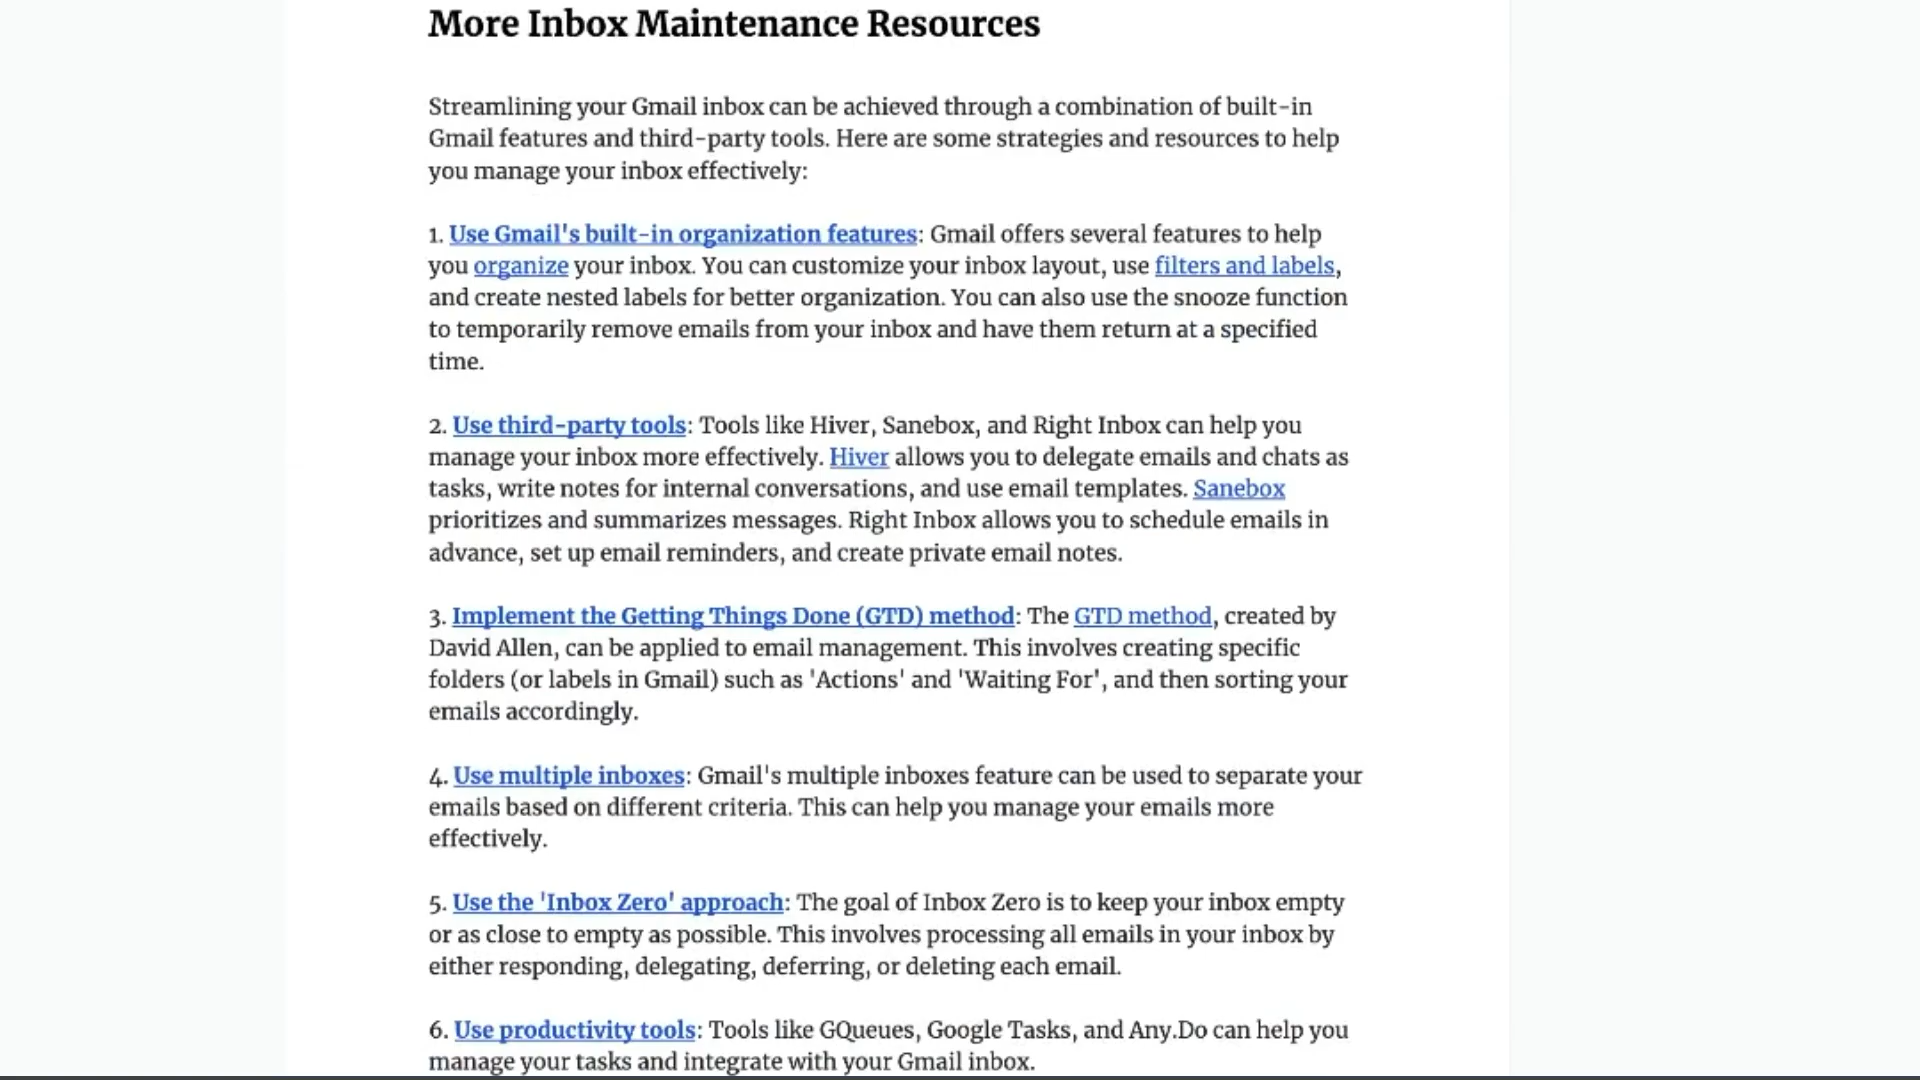 More Inbox Maintenance Resources
Streamlining your Gmail inbox can be achieved through a combination of built-in
Gmail features and third-party tools. Here are some strategies and resources to help
you manage your inbox effectively:
1. Use Gmail's built-in organization features: Gmail offers several features to help
you organize your inbox. You can customize your inbox layout, use filters and labels,
and create nested labels for better organization. You can also use the snooze function
to temporarily remove emails from your inbox and have them return at a specified
time.
2. Use third-party tools: Tools like Hiver, Sanebox, and Right Inbox can help you
manage your inbox more effectively. Hiver allows you to delegate emails and chats as
tasks, write notes for internal conversations, and use email templates. Sanebox
prioritizes and summarizes messages. Right Inbox allows you to schedule emails in
advance, set up email reminders, and create private email notes.
3. Implement the Getting Things Done (GTD) method: The GTD method, created by
David Allen, can be applied to email management. This involves creating specific
folders (or labels in Gmail) such as 'Actions' and 'Waiting For', and then sorting your
emails accordingly.
4. Use multiple inboxes: Gmail's multiple inboxes feature can be used to separate your
emails based on different criteria. This can help you manage your emails more
effectively.
5. Use the 'Inbox Zero' approach: The goal of Inbox Zero is to keep your inbox empty
or as close to empty as possible. This involves processing all emails in your inbox by
either responding, delegating, deferring, or deleting each email.
6. Use productivity tools: Tools like GQueues, Google Tasks, and Any.Do can help you
manage your tasks and integrate with your Gmail inbox.